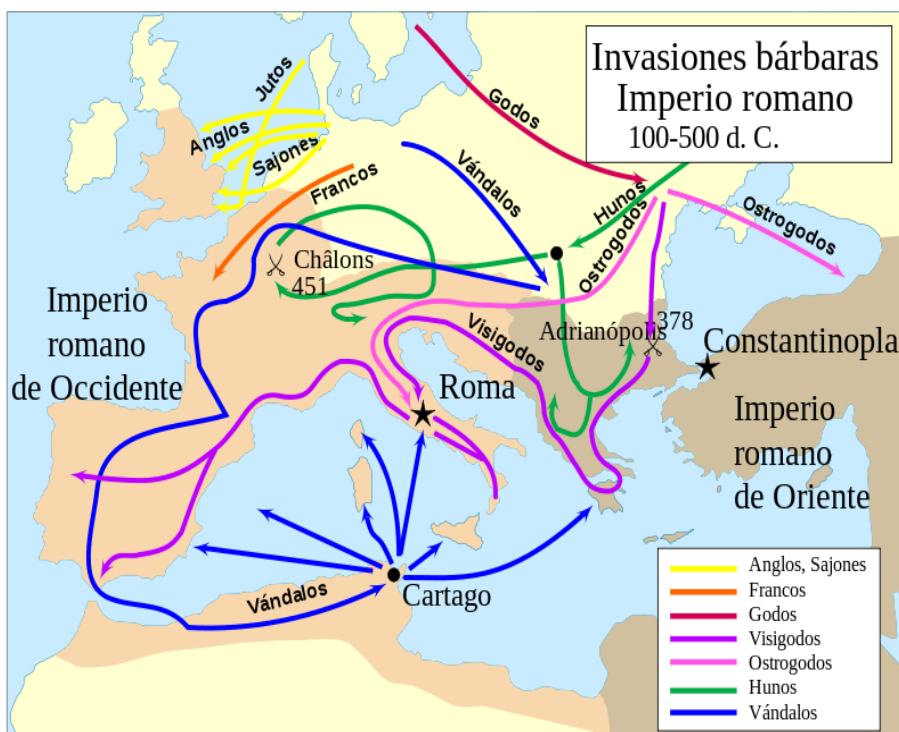 Invasiones bárbaras
Imperio romano
100-500 d. C.
Jutos
Anglos
Sajones
Godos
Francos
Vándalos
Hunos
Ostrogodos
Ostrogodos
Châlons
451
Imperio
romano
de Occidente
Adrianópolis
378
Constantinopla
Visigodos
Roma
Imperio
romano
de Oriente
Vándalos
Cartago
Anglos, Sajones
Francos
Godos
Visigodos
Ostrogodos
Hunos
Vándalos